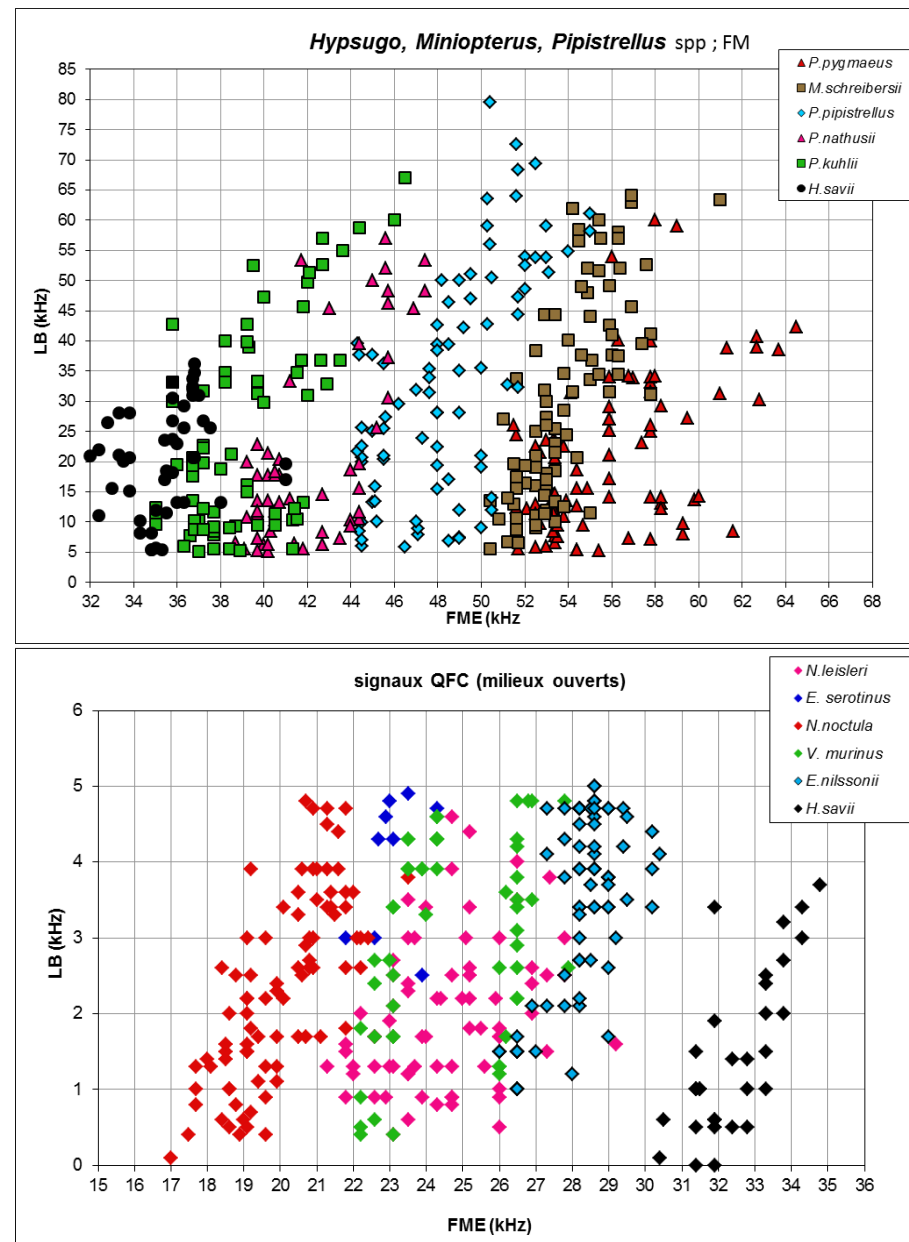 Hypsugo, Miniopterus, Pipistrellus spp ; FM
P.pygmaeus
M.schreibersii
P.pipistrellus
P.nathusii
P.kuhlii
H.savii
LB (kHz)
85
80
75
70
65
60
55
50
45
40
35
30
25
20
15
10
5
0
32 34 36 38 40 42 44 46 48 50 52 54 56 58 60 62 64 66 68
FME (kHz
signaux QFC (milieux ouverts)
N.leisleri
E. serotinus
N.noctula
V. murinus
E.nilssonii
H.savii
LB (kHz)
6
5
4
3
2
1
0
15 16 17 18 19 20 21 22 23 24 25 26 27 28 29 30 31 32 33 34 35 36
FME (kHz)